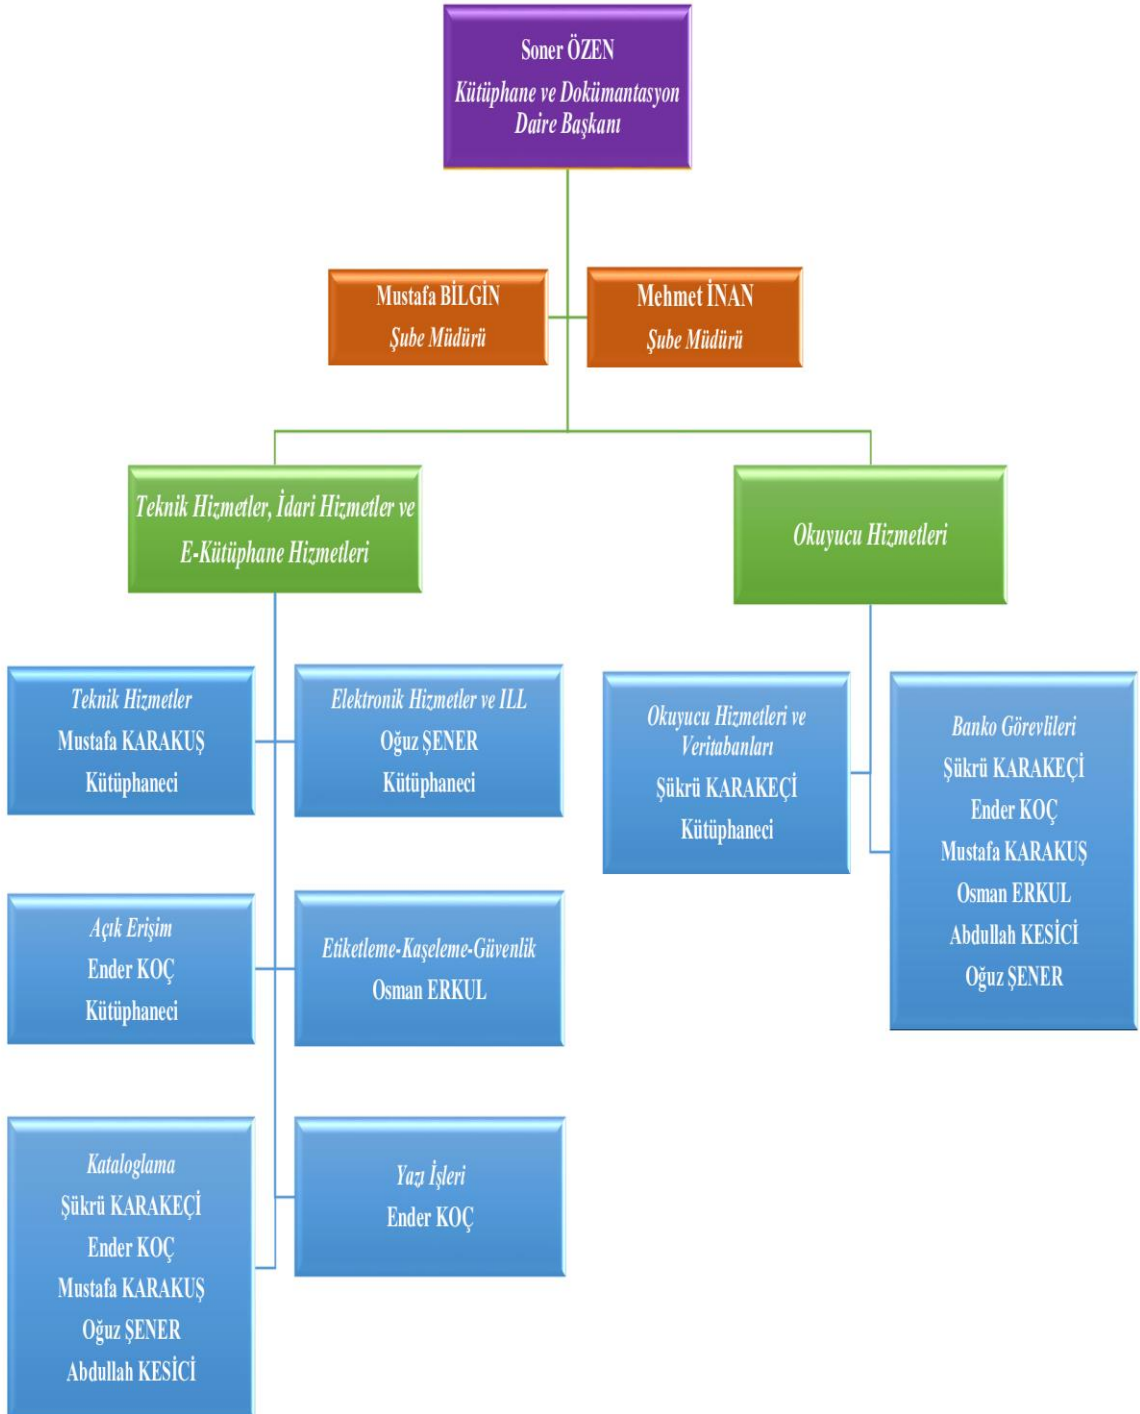 Soner ÖZEN
Kütüphane ve Dokümantasyon
Daire Başkanı
Mustafa BİLGİN
Şube Müdürü
Mehmet İNAN
Şube Müdürü
Teknik Hizmetler, İdari Hizmetler ve
E-Kütüphane Hizmetleri
Okuyucu Hizmetleri
Teknik Hizmetler
Mustafa KARAKUŞ
Kütüphaneci
Elektronik Hizmetler ve ILL
Oğuz ŞENER
Kütüphaneci
Açık Erişim
Ender KOÇ
Kütüphaneci
Etiketleme-Kaşeleme-Güvenlik
Osman ERKUL
Kataloglama
Şükrü KARAKEÇİ
Ender KOÇ
Mustafa KARAKUŞ
Oğuz ŞENER
Abdullah KESİCİ
Yazı İşleri
Ender KOÇ
Okuyucu Hizmetleri ve
Veritabanları
Şükrü KARAKEÇİ
Kütüphaneci
Banko Görevlileri
Şükrü KARAKEÇİ
Ender KOÇ
Mustafa KARAKUŞ
Osman ERKUL
Abdullah KESİCİ
Oğuz ŞENER